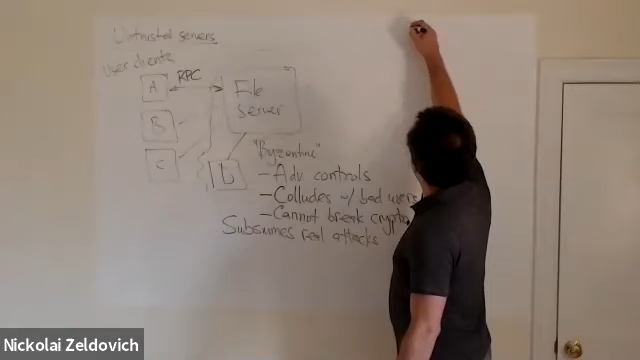 Untrusted servers
User clients
A
RPC
File
Server
B
C
b
"Byzantine"
- Adv controls
- Colludes w/ bad users
- Cannot break crypto
Subsumes real attacks
Nickolai Zeldovich